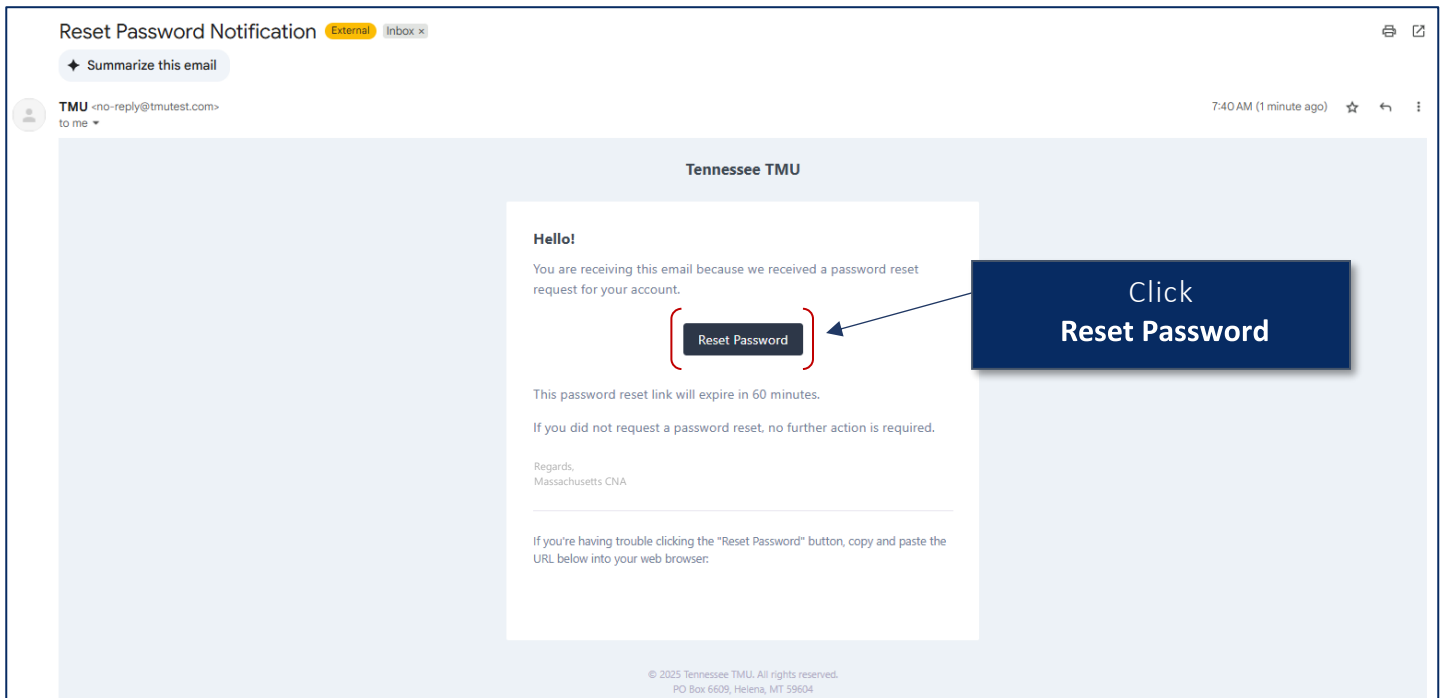 Reset Password Notification External Inbox ×
Summarize this email
TMU <no-reply@tmutest.com>
7:40 AM (1 minute ago)
to me
Tennessee TMU
Hello!
You are receiving this email because we received a password reset
request for your account.
Reset Password
Click
Reset Password
This password reset link will expire in 60 minutes.
If you did not request a password reset, no further action is required.
Regards,
Massachusetts CNA
If you're having trouble clicking the "Reset Password" button, copy and paste the
URL below into your web browser:
© 2025 Tennessee TMU. All rights reserved.
PO Box 6609, Helena, MT 59604